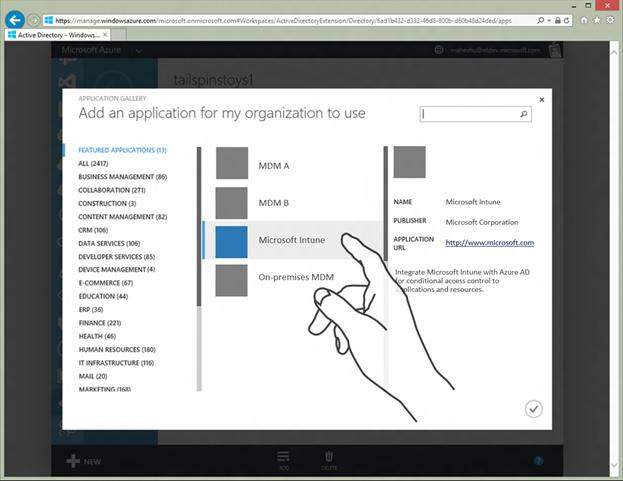 https://manage.windowsazure.com/microsoft.onmicrosoft.com#Workspaces/ActiveDirectoryExtension/Directory/6ad1b432-d332-46d8-800b-d60b48d24ded/apps
Active Directory - Windows...
Microsoft Azure
maheshu@ntdev.microsoft.com
tailspinstoys1
APPLICATION GALLERY
Add an application for my organization to use
FEATURED APPLICATIONS (13)
ALL (2417)
BUSINESS MANAGEMENT (86)
COLLABORATION (271)
CONSTRUCTION (3)
CONTENT MANAGEMENT (82)
CRM (106)
DATA SERVICES (106)
DEVELOPER SERVICES (85)
DEVICE MANAGEMENT (4)
E-COMMERCE (67)
EDUCATION (44)
ERP (36)
FINANCE (221)
HEALTH (46)
HUMAN RESOURCES (180)
IT INFRASTRUCTURE (116)
MAIL (20)
MARKETING (168)
MDM A
MDM B
Microsoft Intune
On-premises MDM
NAME Microsoft Intune
PUBLISHER Microsoft Corporation
APPLICATION
URL http://www.microsoft.com
Integrate Microsoft Intune with Azure AD
for conditional access control to
applications and resources.
NEW
ADD
DELETE